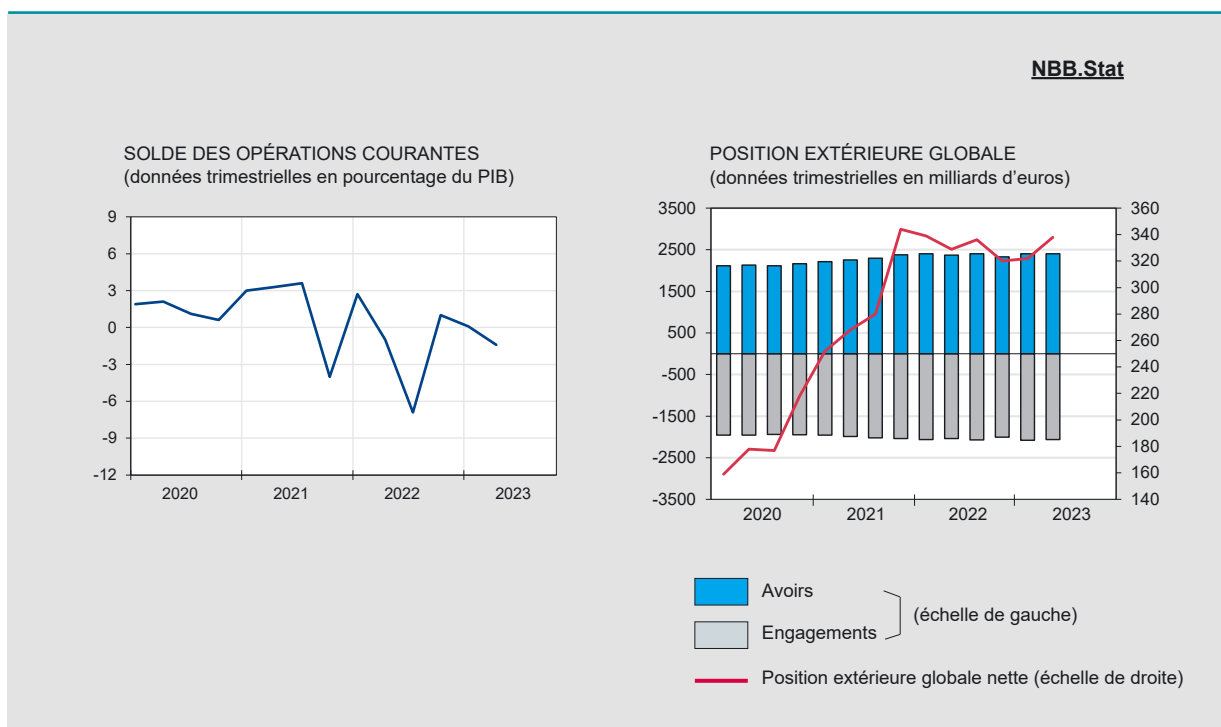 NBB.Stat
SOLDE DES OPÉRATIONS COURANTES
(données trimestrielles en pourcentage du PIB)
9
6
3
0
-3
-6
-9
-12
2020 2021 2022 2023
POSITION EXTÉRIEURE GLOBALE
(données trimestrielles en milliards d'euros)
3500 360
2500 340
1500 320
500 300
-500 280
-1500 260
-2500 240
-3500 220
200
180
160
140
2020 2021 2022 2023
Avoirs
Engagements
(échelle de gauche)
Position extérieure globale nette (échelle de droite)